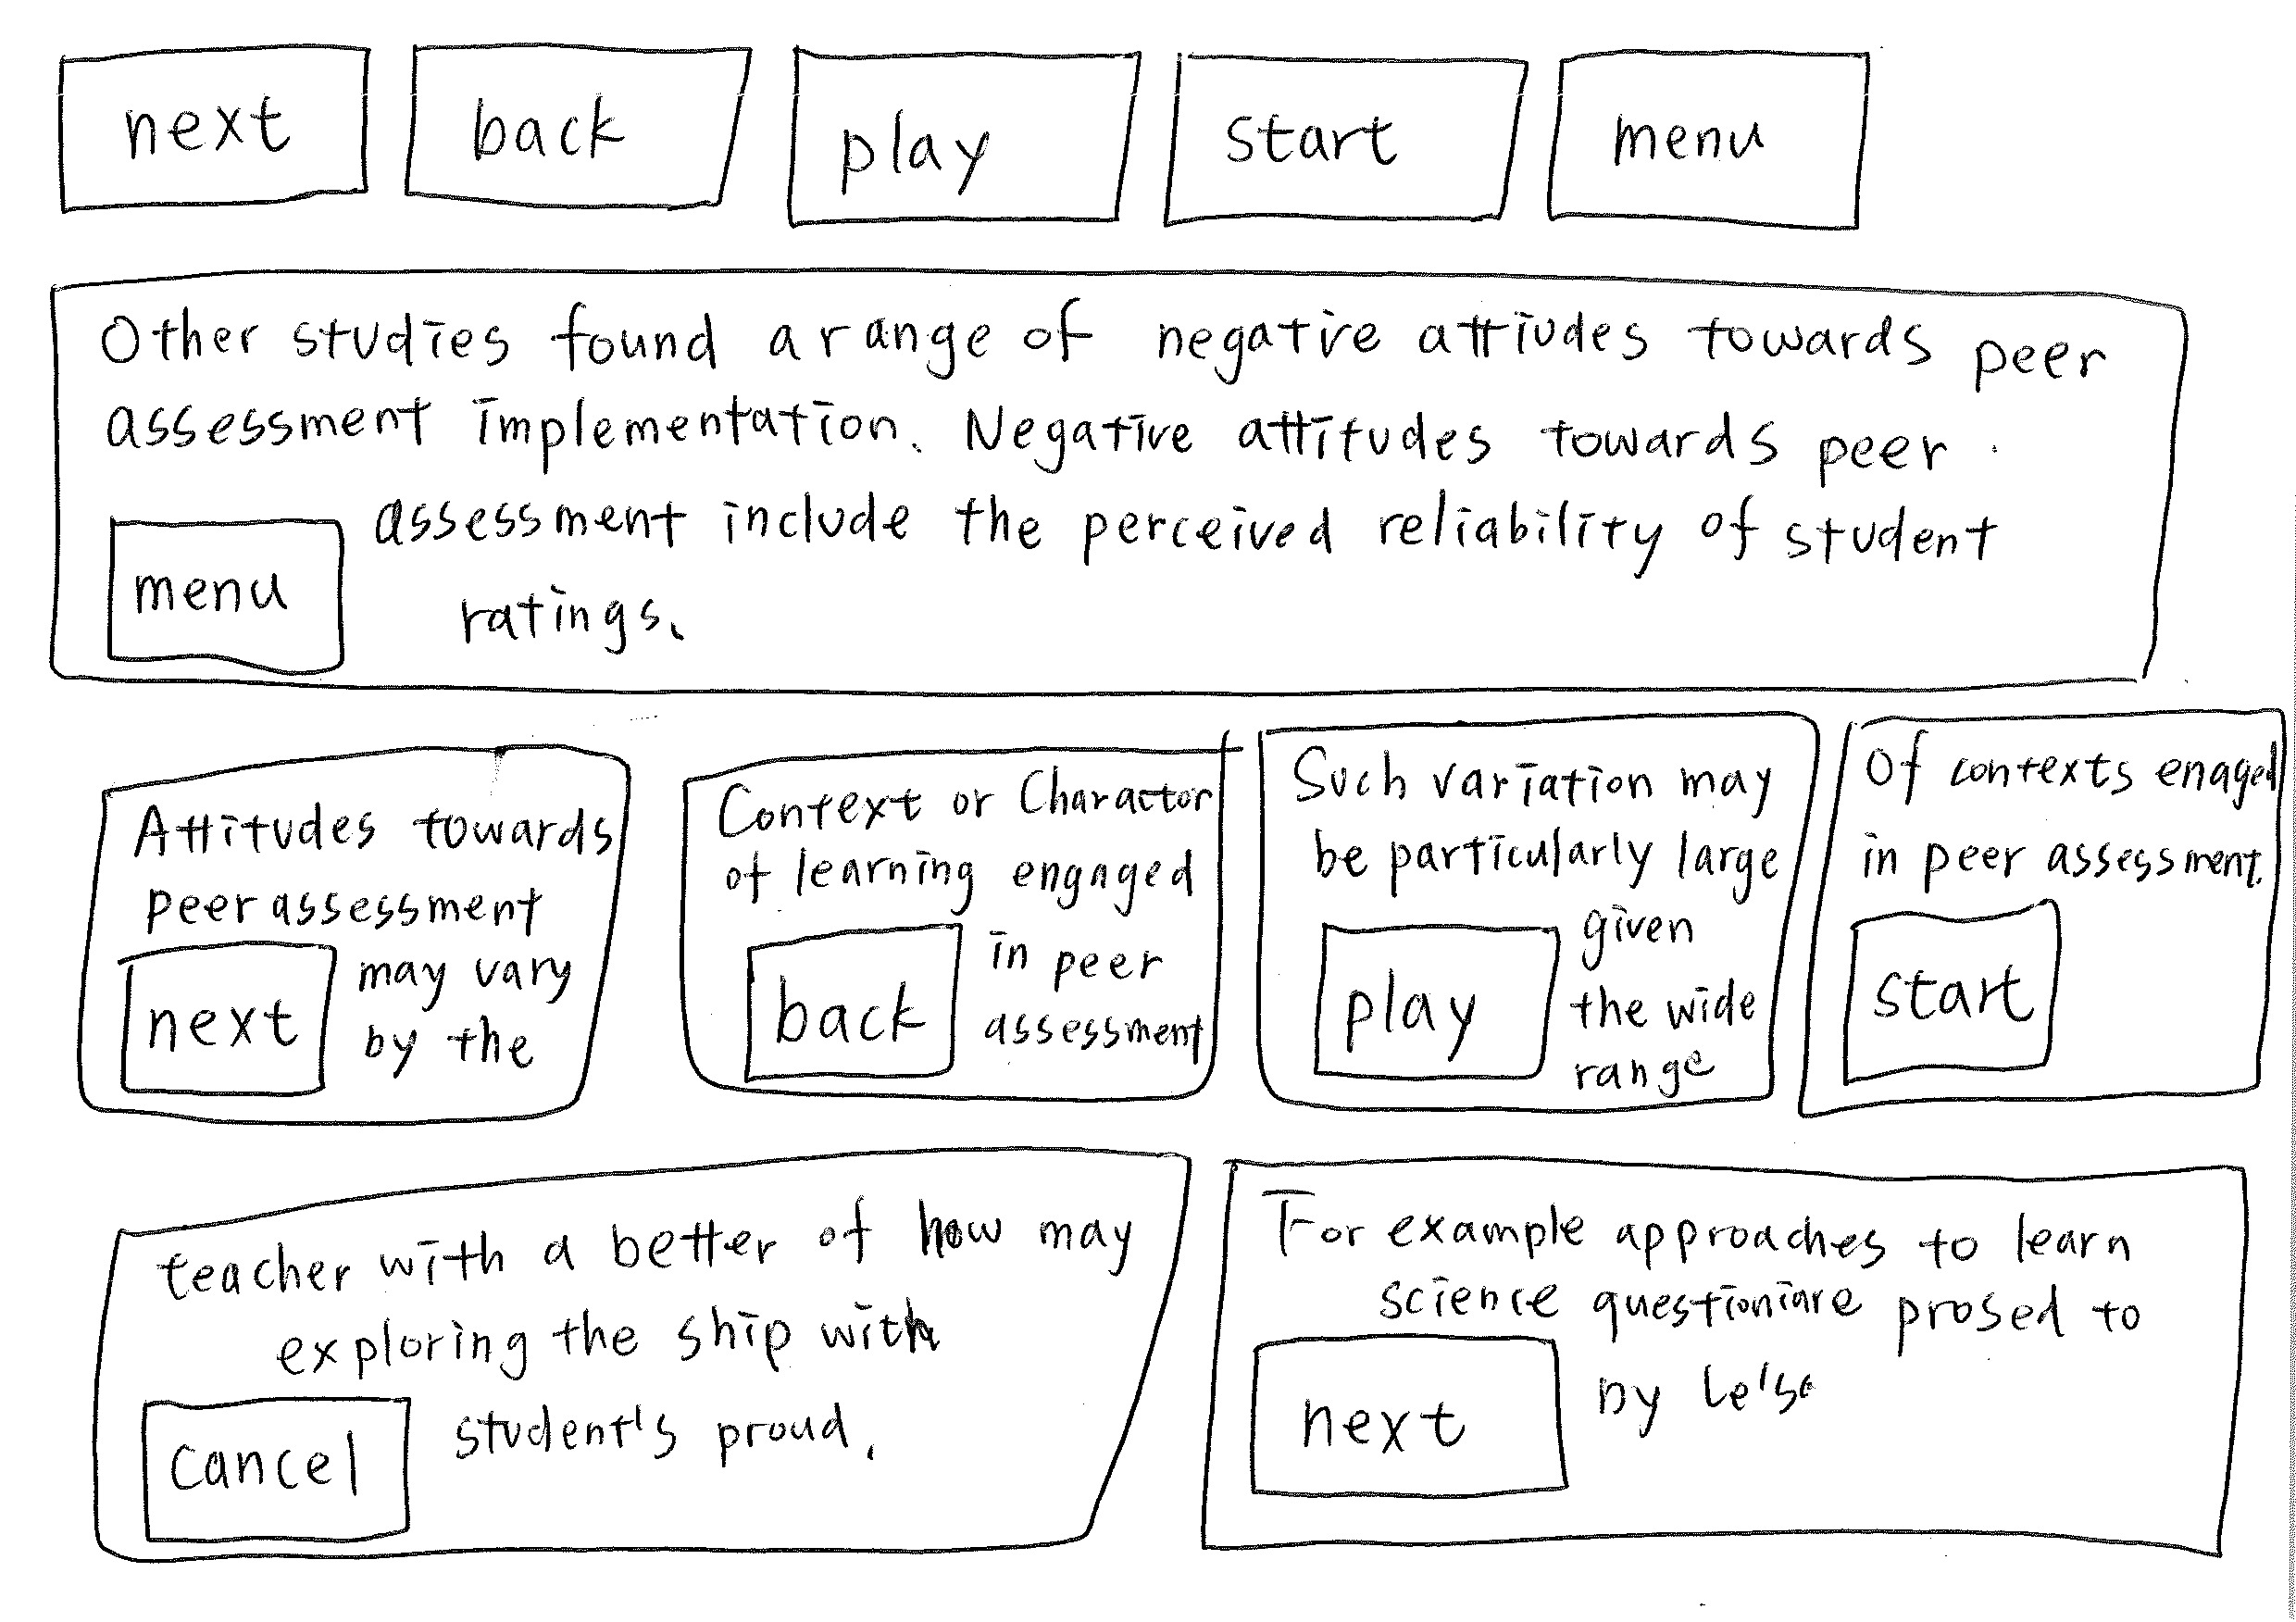 next back play start menu
Other studies found a range of negative attiudes towards peer
assessment implementation. Negative attitudes towards peer
assessment include the perceived reliability of student
ratings.
menu
Attitudes towards
peer assessment
may vary
by the
next
Context or Charactor
of learning engaged
in peer
assessment
back
Such variation may
be particularly large
given
the wide
range
play
Of contexts enaged
in peer assessment.
start
teacher with a better of how may
exploring the ship with
student's proud.
Cancel
For example approaches to learn
science prosed to
by
next